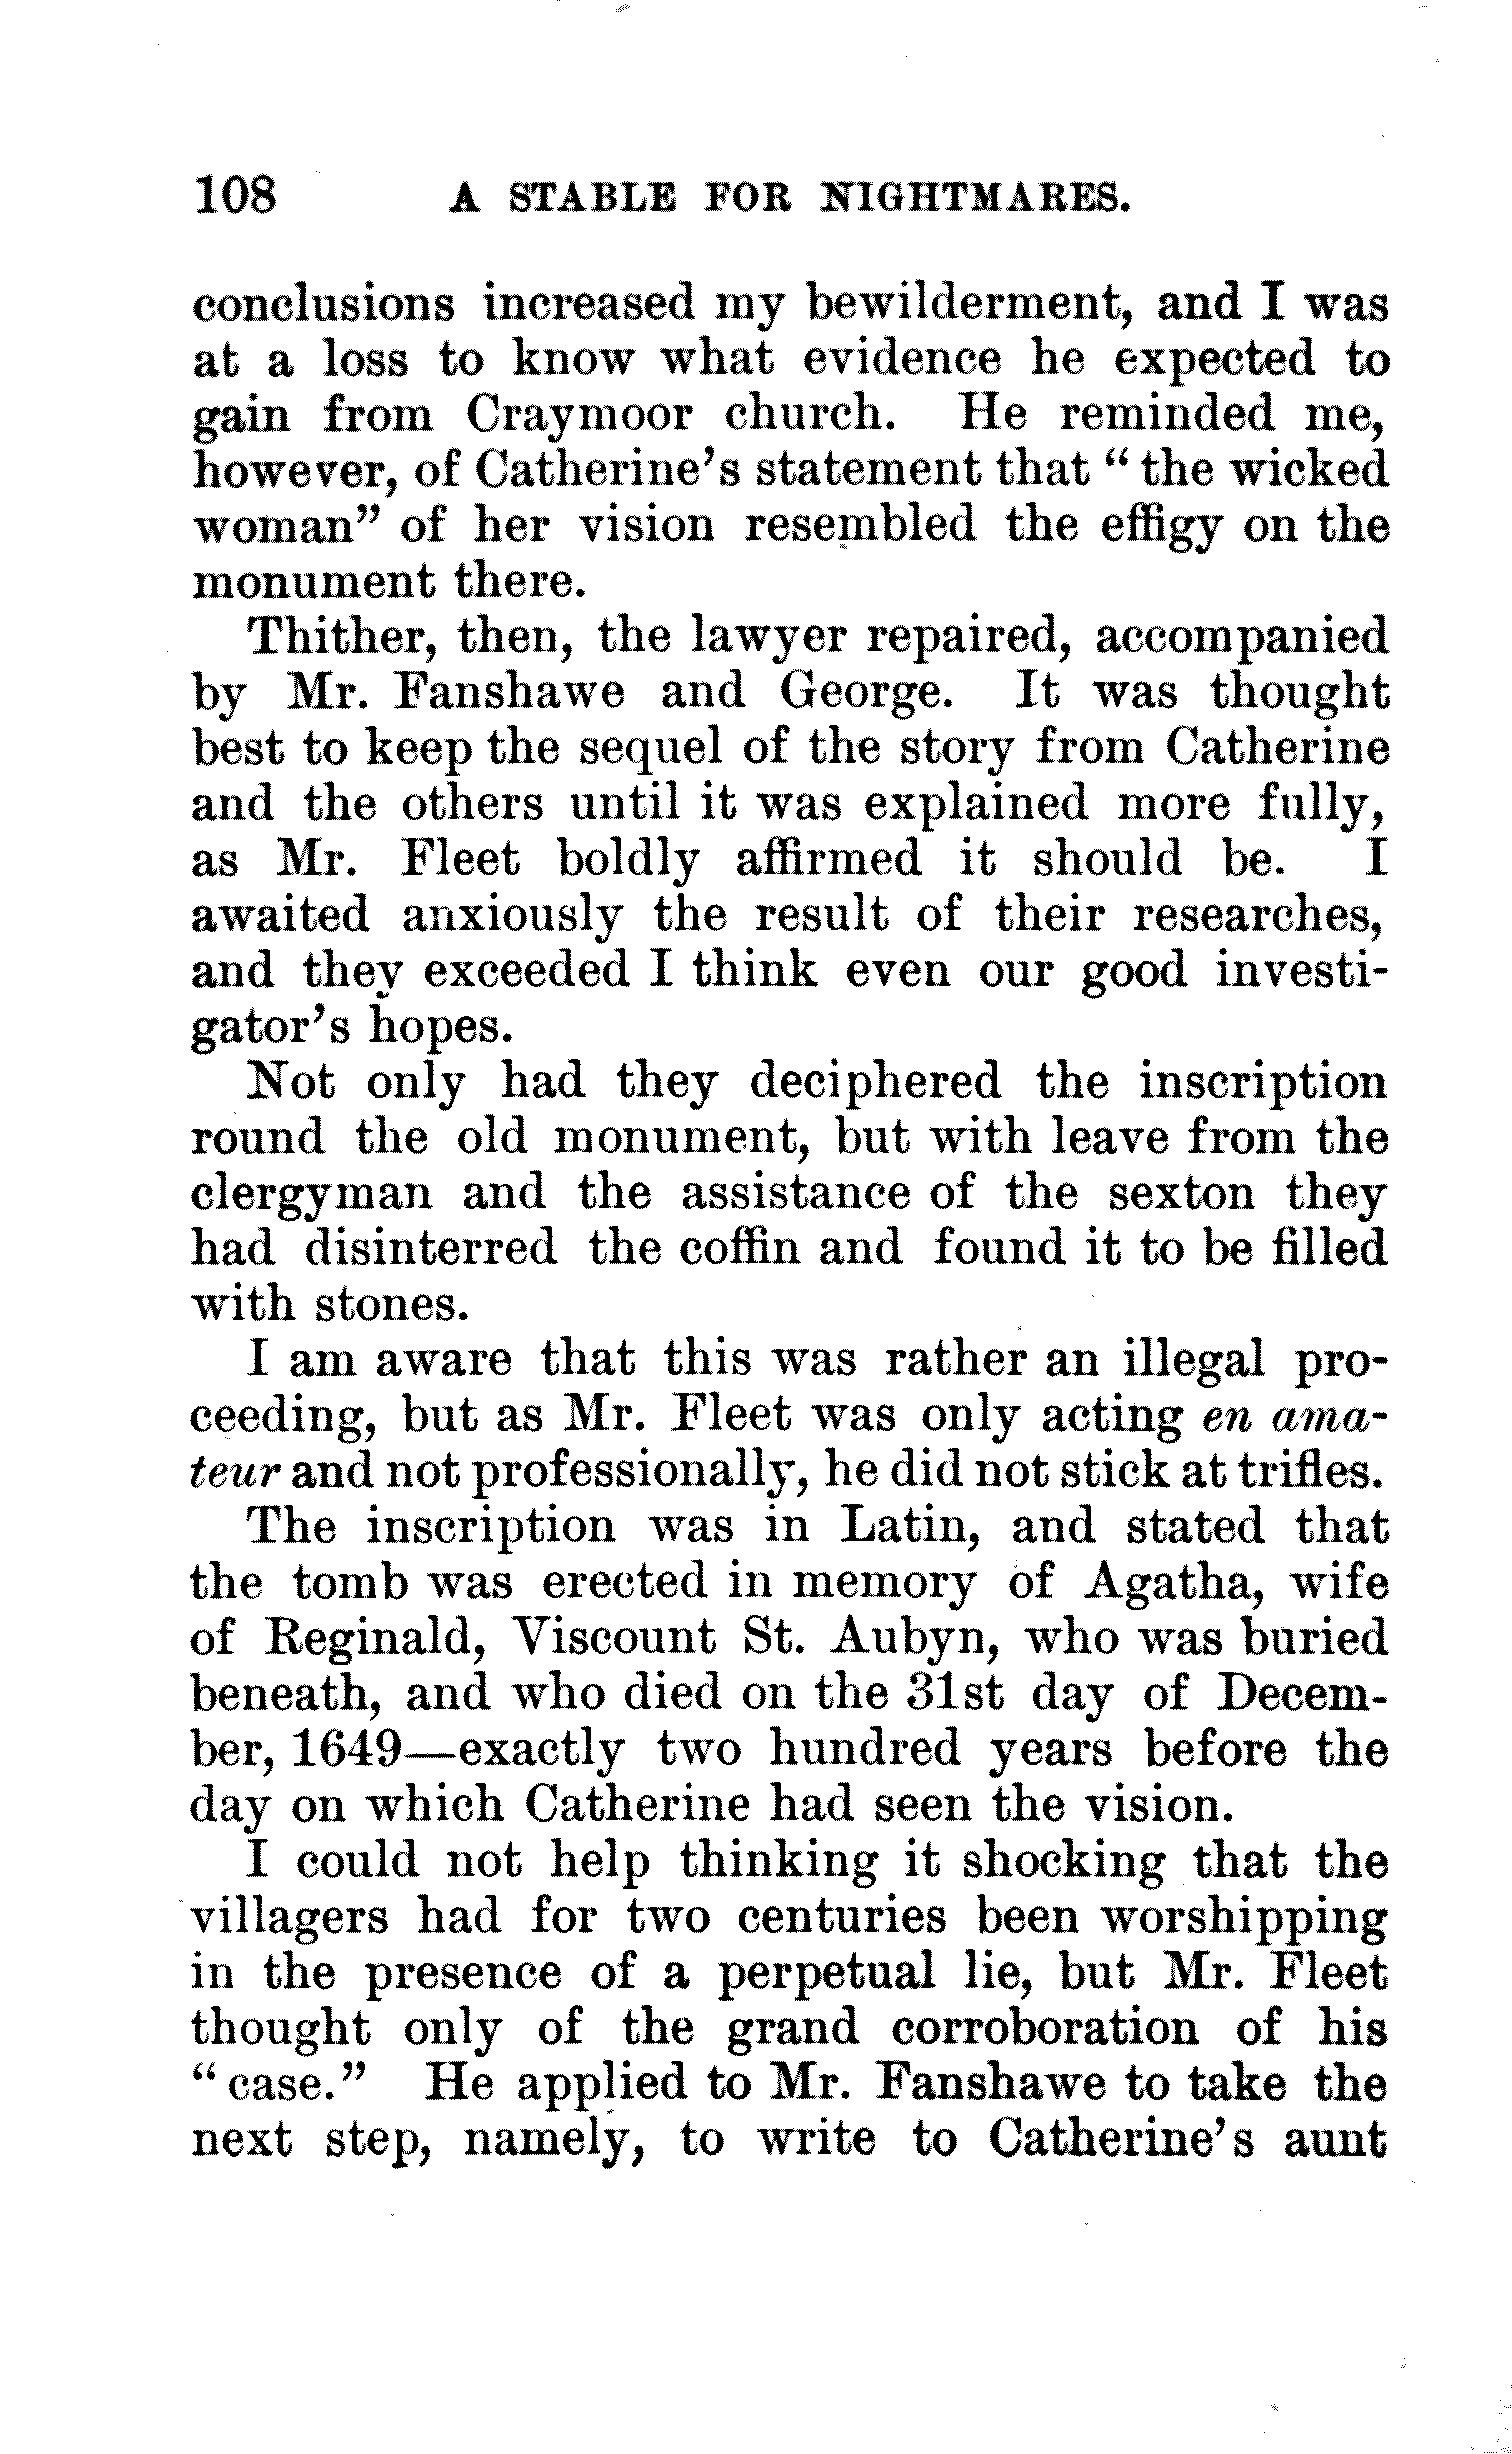 108 A STABLE FOR NIGHTMARES.
conclusions increased my bewilderment, and I was
at a loss to know what evidence he expected to
gain from Craymoor church. He reminded me,
however, of Catherine's statement that “ the wicked
woman” of her vision resembled the effigy on the
monument there.
Thither, then, the lawyer repaired, accompanied
by Mr. Fanshawe and George. It was thought
best to keep the sequel of the story from Catherine
and the others until it was explained more fully,
as Mr. Fleet boldly affirmed it should be. I
awaited anxiously the result of their researches,
and they exceeded I think even our good investi-
gator's hopes.
Not only had they deciphered the inscription
round the old monument, but with leave from the
clergyman and the assistance of the sexton they
had disinterred the coffin and found it to be filled
with stones.
I am aware that this was rather an illegal pro-
ceeding, but as Mr. Fleet was only acting en ama-
teur and not professionally, he did not stick at trifles.
The inscription was in Latin, and stated that
the tomb was erected in memory of Agatha, wife
of Reginald, Viscount St. Aubyn, who was buried
beneath, and who died on the 31st day of Decem-
ber, 1649—exactly two hundred years before the
day on which Catherine had seen the vision.
I could not help thinking it shocking that the
villagers had for two centuries been worshipping
in the presence of a perpetual lie, but Mr. Fleet
thought only of the grand corroboration of his
“ case.” He applied to Mr. Fanshawe to take the
next step, namely, to write to Catherine's aunt